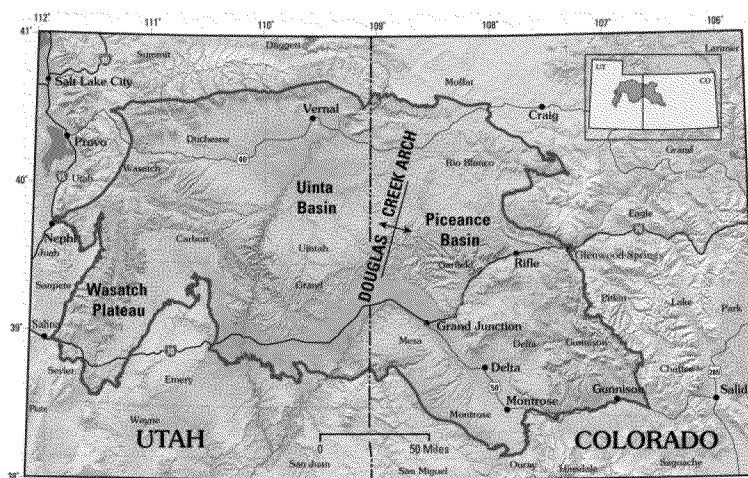 112°
111°
110°
109°
108°
107°
106°
41°
Summit
Daggett
Larimer
Salt Lake City
Moffat
UT
CO
Vernal
Craig
Provo
Duchesne
Grand
Wasatch
40
Rio Blanco
Utah
40°
Uinta
Basin
DOUGLAS CREEK ARCH
Piceance
Basin
Eagle
Nephi
Juab
Carbon
Uintah
Garfield
Rifle
Glenwood Springs
Sanpete
Wasatch
Plateau
Grand
Pitkin
Lake
Park
39°
Salina
Grand Junction
Mesa
Delta
Gunnison
Sevier
Emery
Delta
Chaffee
285
50
Gunnison
Salid
Montrose
Montrose
Wayne
UTAH
0
50 Miles
COLORADO
San Juan
San Miguel
Ouray
Hinsdale
Saguache
38°